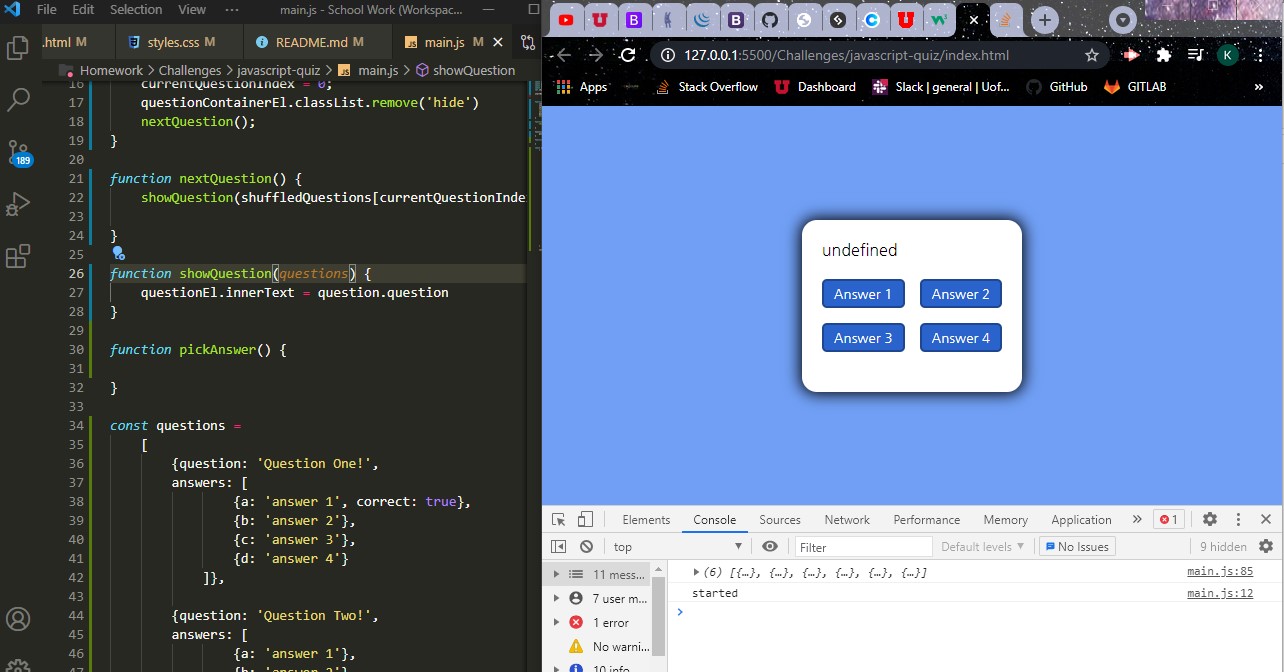 File Edit Selection View ··· main.js - School Work (Workspac...
.html M styles.css M README.md M main.js M
Homework > Challenges > javascript-quiz > main.js > showQuestion
16 currentQuestionIndex = 0;
17 questionContainerEl.classList.remove('hide')
18 nextQuestion();
19 }
20
21 function nextQuestion() {
22 showQuestion(shuffledQuestions[currentQuestionInde
23
24 }
25
26 function showQuestion(questions) {
27 questionEl.innerText = question.question
28 }
29
30 function pickAnswer() {
31
32 }
33
34 const questions =
35 [
36 {question: 'Question One!',
37 answers: [
38 {a: 'answer 1', correct: true},
39 {b: 'answer 2'},
40 {c: 'answer 3'},
41 {d: 'answer 4'}
42 ]},
43
44 {question: 'Question Two!',
45 answers: [
46 {a: 'answer 1'},
47
189
127.0.0.1:5500/Challenges/javascript-quiz/index.html
K
Apps Stack Overflow Dashboard Slack | general | Uof... GitHub GITLAB »
undefined
Answer 1 Answer 2
Answer 3 Answer 4
Elements Console Sources Network Performance Memory Application » 1
top Filter Default levels No Issues 9 hidden
11 mess...
7 user m...
1 error
No warni...
10 info
(6) [{…}, {…}, {…}, {…}, {…}, {…}] main.js:85
started main.js:12